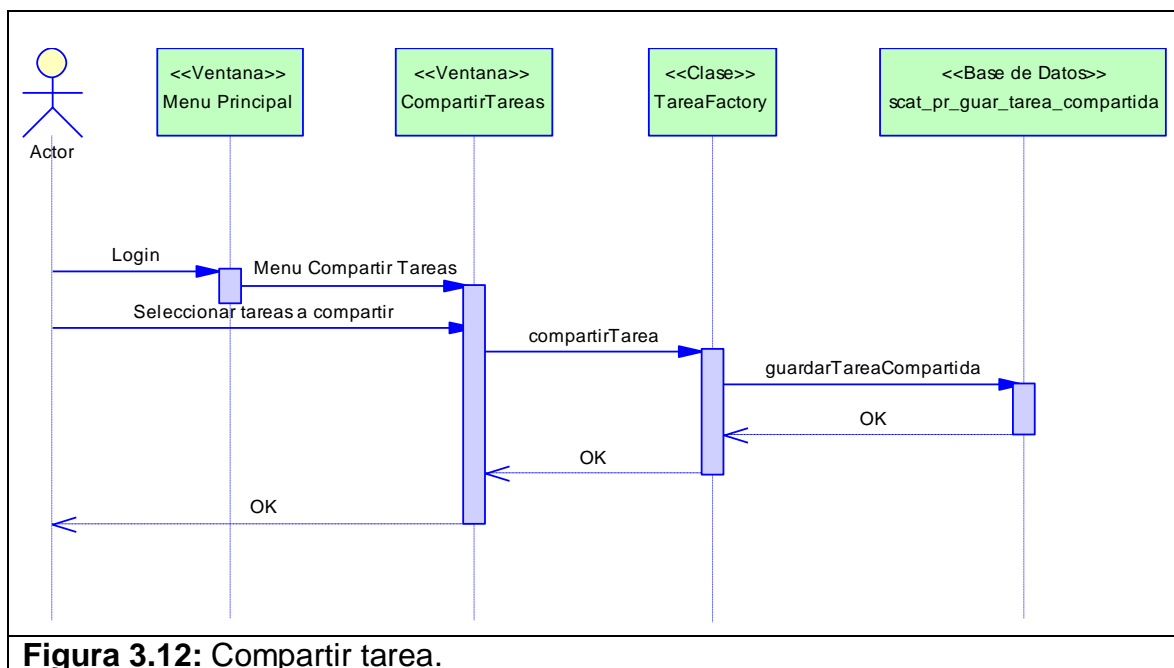 <<Ventana>>
Menu Principal
<<Ventana>>
CompartirTareas
<<Clase>>
TareaFactory
<<Base de Datos>>
scat_pr_guar_tarea_compartida
Actor
Login
Menu Compartir Tareas
Seleccionar tareas a compartir
compartirTarea
guardarTareaCompartida
OK
OK
OK
Figura 3.12: Compartir tarea.